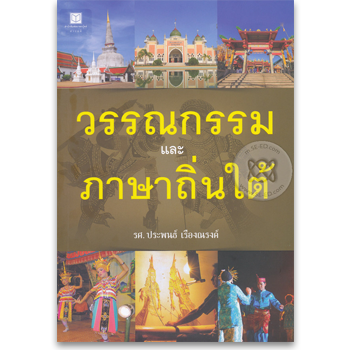 วรรณกรรม
และ
ภาษาถิ่นใต้
รศ. ประพนธ์ เรืองณรงค์